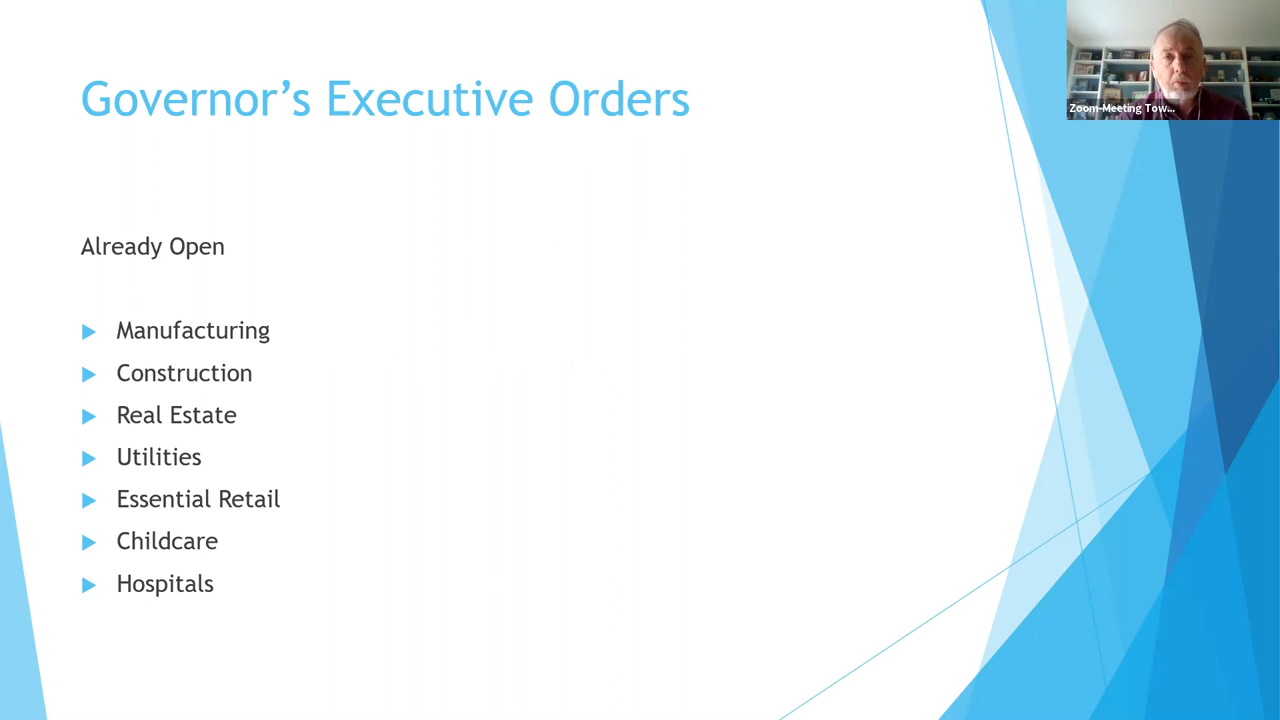 Governor’s Executive Orders
Zoom-Meeting Tow...
Already Open
Manufacturing
Construction
Real Estate
Utilities
Essential Retail
Childcare
Hospitals